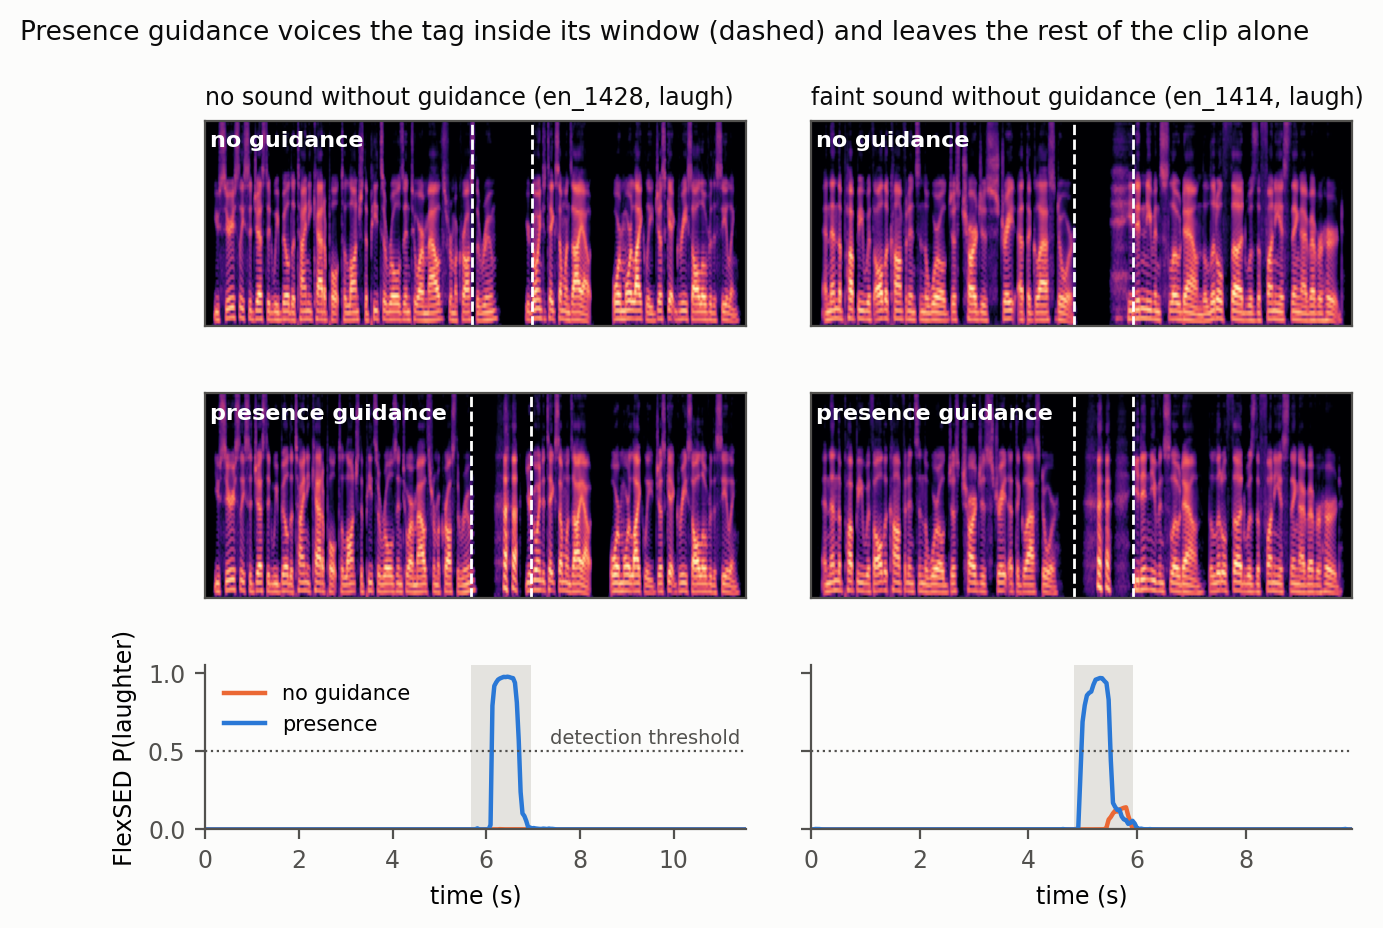 Presence guidance voices the tag inside its window (dashed) and leaves the rest of the clip alone
no sound without guidance (en_1428, laugh)
faint sound without guidance (en_1414, laugh)
no guidance
no guidance
presence guidance
presence guidance
FlexSED P(laughter)
1.0
0.5
0.0
no guidance
presence
detection threshold
0 2 4 6 8 10
0 2 4 6 8
time (s)
time (s)